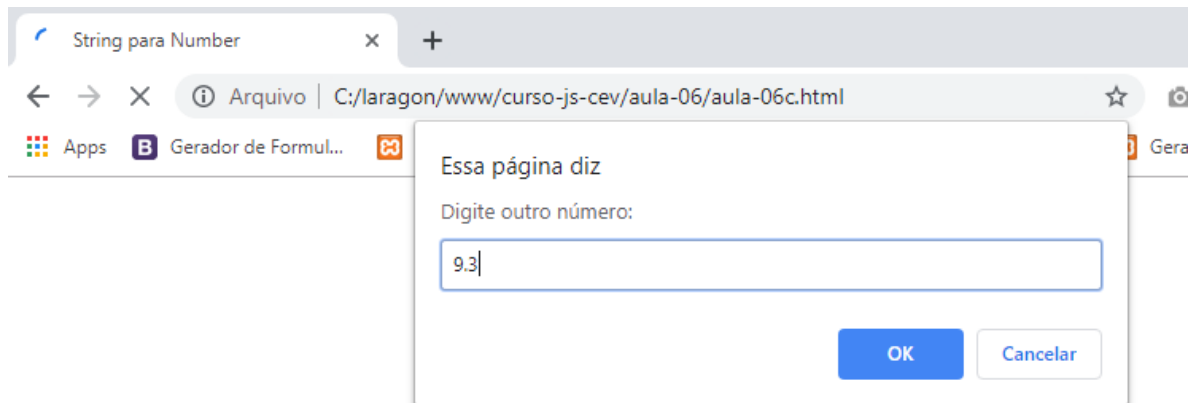 String para Number
Arquivo | C:/laragon/www/curso-js-cev/aula-06/aula-06c.html
Apps B Gerador de Formul... Gera
Essa página diz
Digite outro número:
9.3
OK Cancelar